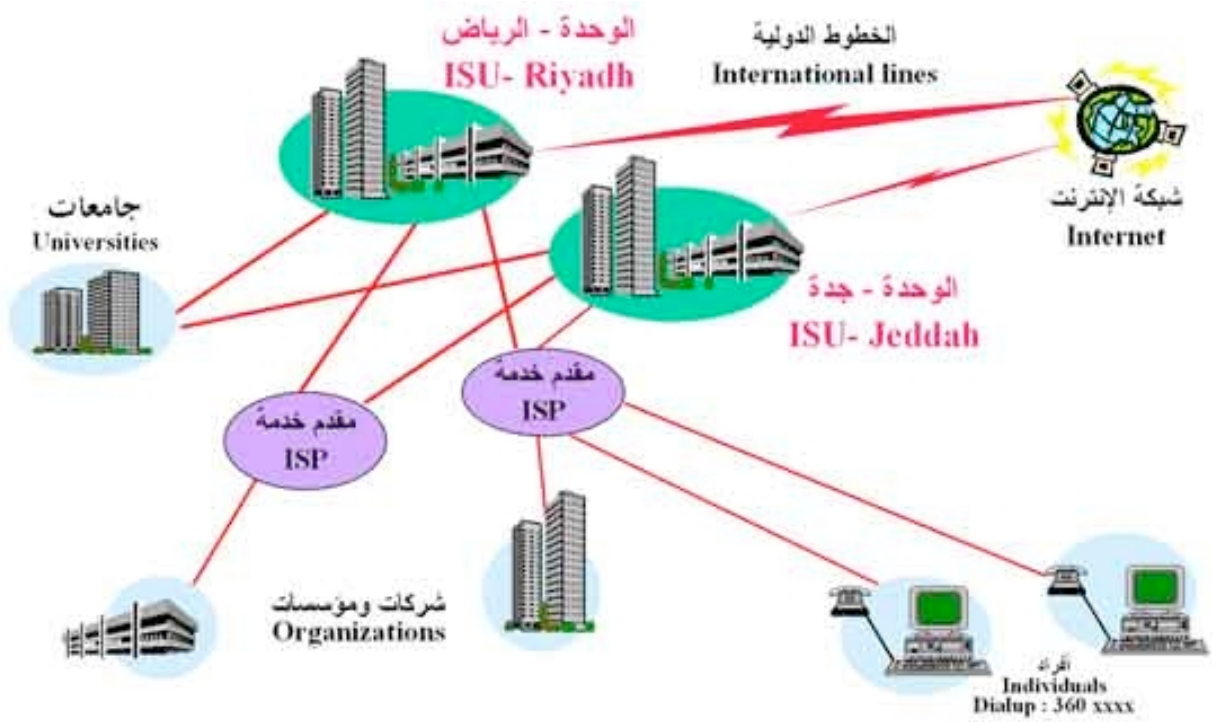 الوحدة - الرياض
ISU- Riyadh
الخطوط الدولية
International lines
شبكة الإنترنت
Internet
جامعات
Universities
الوحدة - جدة
ISU- Jeddah
مقدم خدمة
ISP
مقدم خدمة
ISP
شركات ومؤسسات
Organizations
أفراد
Individuals
Dialup : 360 xxxx